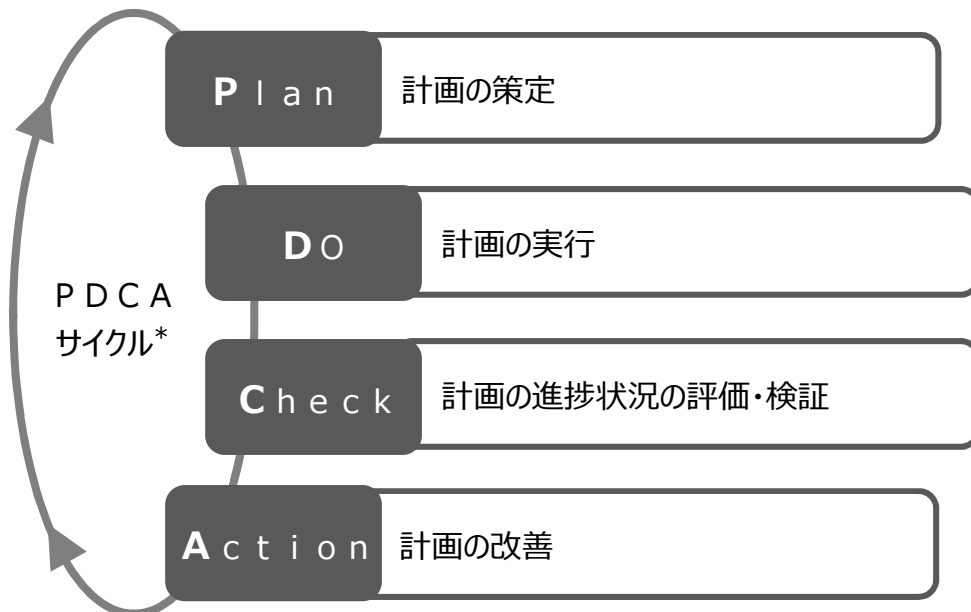 Plan 計画の策定
DO 計画の実行
PDCA
サイクル*
Check 計画の進捗状況の評価・検証
Action 計画の改善